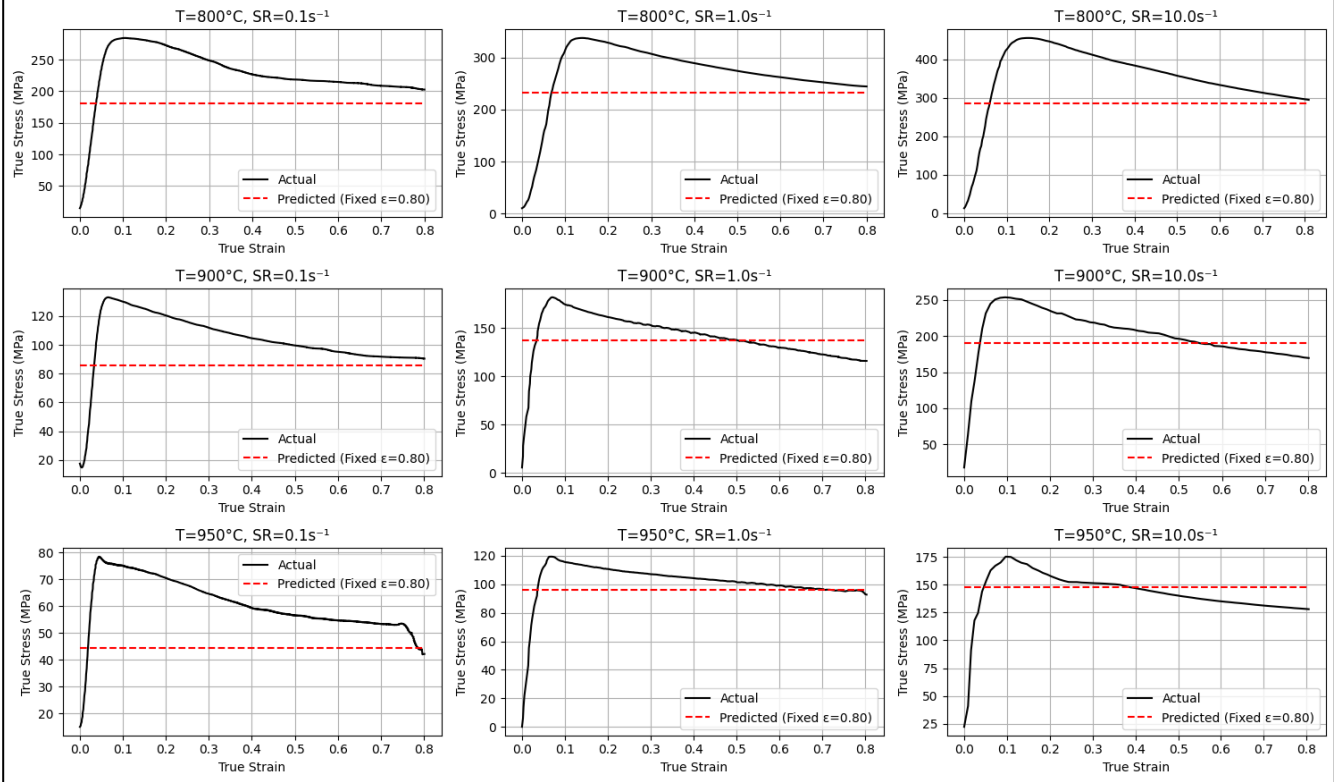 T=800°C, SR=0.1s⁻¹
True Stress (MPa)
250
200
150
100
50
Actual
Predicted (Fixed ε=0.80)
0.0 0.1 0.2 0.3 0.4 0.5 0.6 0.7 0.8
True Strain
T=800°C, SR=1.0s⁻¹
True Stress (MPa)
300
200
100
0
Actual
Predicted (Fixed ε=0.80)
0.0 0.1 0.2 0.3 0.4 0.5 0.6 0.7 0.8
True Strain
T=800°C, SR=10.0s⁻¹
True Stress (MPa)
400
300
200
100
0
Actual
Predicted (Fixed ε=0.80)
0.0 0.1 0.2 0.3 0.4 0.5 0.6 0.7 0.8
True Strain
T=900°C, SR=0.1s⁻¹
True Stress (MPa)
120
100
80
60
40
20
Actual
Predicted (Fixed ε=0.80)
0.0 0.1 0.2 0.3 0.4 0.5 0.6 0.7 0.8
True Strain
T=900°C, SR=1.0s⁻¹
True Stress (MPa)
150
100
50
0
Actual
Predicted (Fixed ε=0.80)
0.0 0.1 0.2 0.3 0.4 0.5 0.6 0.7 0.8
True Strain
T=900°C, SR=10.0s⁻¹
True Stress (MPa)
250
200
150
100
50
Actual
Predicted (Fixed ε=0.80)
0.0 0.1 0.2 0.3 0.4 0.5 0.6 0.7 0.8
True Strain
T=950°C, SR=0.1s⁻¹
True Stress (MPa)
80
70
60
50
40
30
20
Actual
Predicted (Fixed ε=0.80)
0.0 0.1 0.2 0.3 0.4 0.5 0.6 0.7 0.8
True Strain
T=950°C, SR=1.0s⁻¹
True Stress (MPa)
120
100
80
60
40
20
0
Actual
Predicted (Fixed ε=0.80)
0.0 0.1 0.2 0.3 0.4 0.5 0.6 0.7 0.8
True Strain
T=950°C, SR=10.0s⁻¹
True Stress (MPa)
175
150
125
100
75
50
25
Actual
Predicted (Fixed ε=0.80)
0.0 0.1 0.2 0.3 0.4 0.5 0.6 0.7 0.8
True Strain